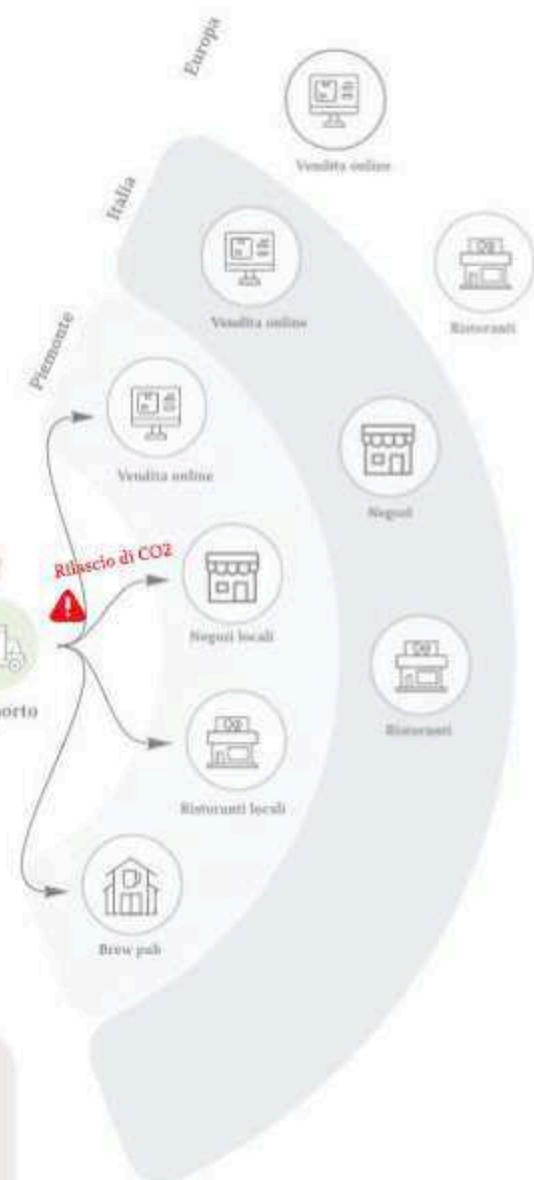 Europa
Vendita online
Italia
Ristoranti
Vendita online
Piemonte
Vendita online
Negozi
Rilascio di CO2
Negozi locali
Ristoranti
Ristoranti locali
Brew pub